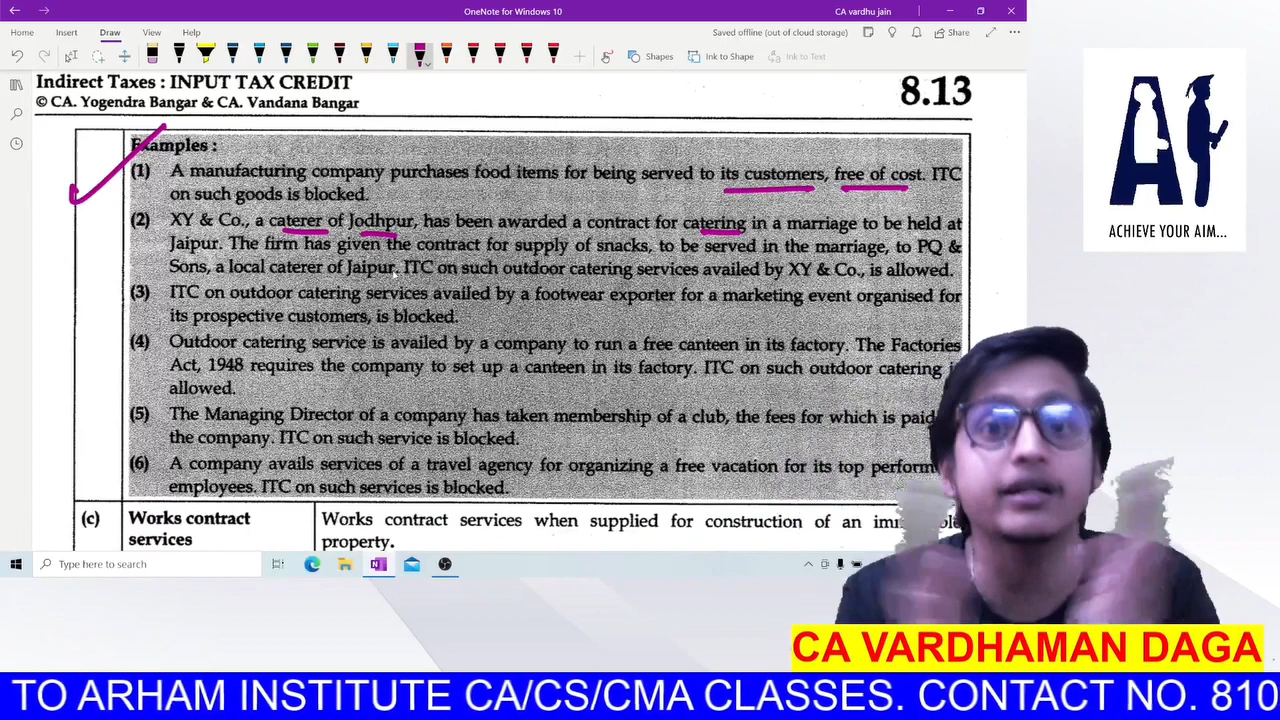 OneNote for Windows 10
CA vardhu jain
Home Insert Draw View Help
Saved offline (out of cloud storage)
Share
Shapes
Ink to Shape
Ink to Text
Indirect Taxes : INPUT TAX CREDIT
© CA. Yogendra Bangar & CA. Vandana Bangar
8.13
Examples :
(1) A manufacturing company purchases food items for being served to its customers, free of cost. ITC
on such goods is blocked.
(2) XY & Co., a caterer of Jodhpur, has been awarded a contract for catering in a marriage to be held at
Jaipur. The firm has given the contract for supply of snacks, to be served in the marriage, to PQ &
Sons, a local caterer of Jaipur. ITC on such outdoor catering services availed by XY & Co., is allowed.
(3) ITC on outdoor catering services availed by a footwear exporter for a marketing event organised for
its prospective customers, is blocked.
(4) Outdoor catering service is availed by a company to run a free canteen in its factory. The Factories
Act, 1948 requires the company to set up a canteen in its factory. ITC on such outdoor catering
allowed.
(5) The Managing Director of a company has taken membership of a club, the fees for which is paid
the company. ITC on such service is blocked.
(6) A company avails services of a travel agency for organizing a free vacation for its top
employees. ITC on such services is blocked.
(c) Works contract
services
Works contract services when supplied for construction of an
property.
Type here to search
AI
ACHIEVE YOUR AIM...
CA VARDHAMAN DAGA
TO ARHAM INSTITUTE CA/CS/CMA CLASSES. CONTACT NO. 810